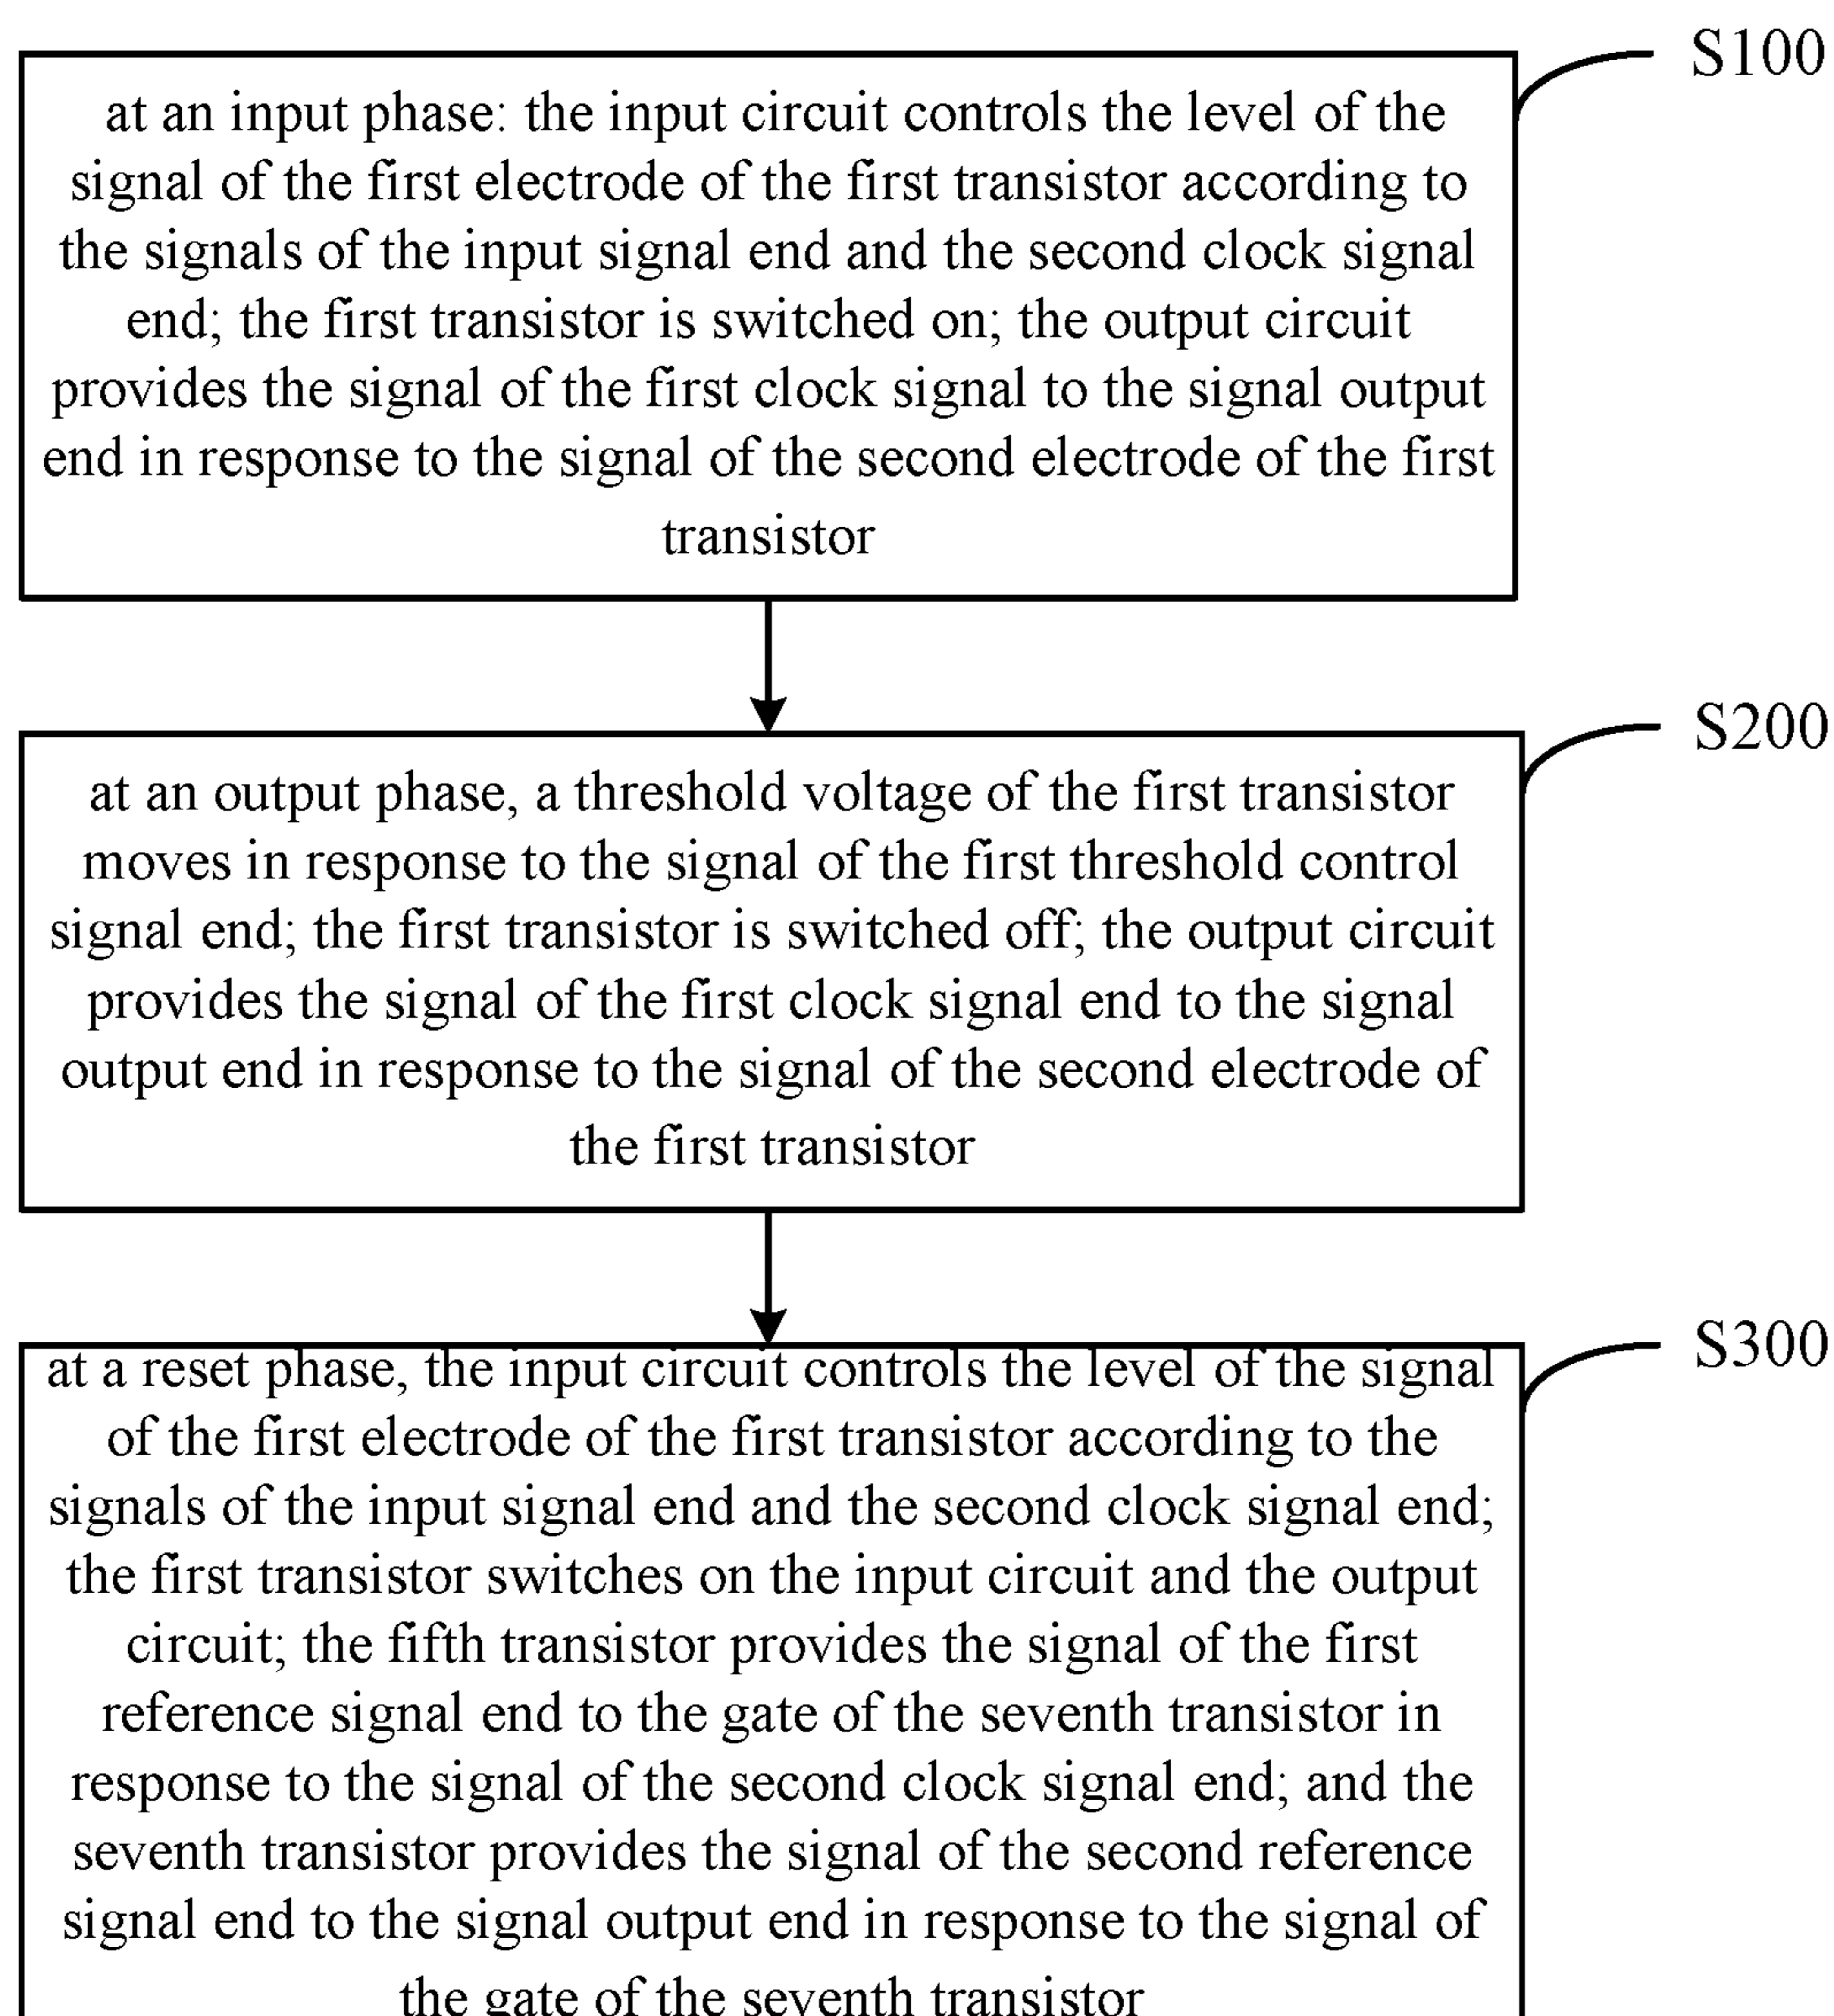 S100
at an input phase: the input circuit controls the level of the
signal of the first electrode of the first transistor according to
the signals of the input signal end and the second clock signal
end; the first transistor is switched on; the output circuit
provides the signal of the first clock signal to the signal output
end in response to the signal of the second electrode of the first
transistor
S200
at an output phase, a threshold voltage of the first transistor
moves in response to the signal of the first threshold control
signal end; the first transistor is switched off; the output circuit
provides the signal of the first clock signal end to the signal
output end in response to the signal of the second electrode of
the first transistor
S300
at a reset phase, the input circuit controls the level of the signal
of the first electrode of the first transistor according to the
signals of the input signal end and the second clock signal end;
the first transistor switches on the input circuit and the output
circuit; the fifth transistor provides the signal of the first
reference signal end to the gate of the seventh transistor in
response to the signal of the second clock signal end; and the
seventh transistor provides the signal of the second reference
signal end to the signal output end in response to the signal of
the gate of the seventh transistor